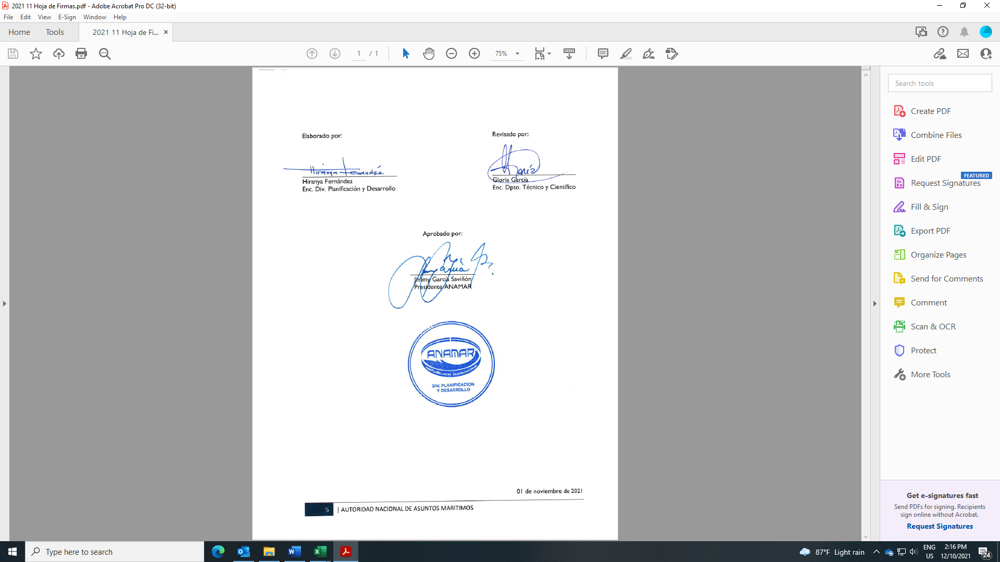 2021 11 Hoja de Firmas.pdf - Adobe Acrobat Pro DC (32-bit)
File Edit View E-Sign Window Help
Home Tools 2021 11 Hoja de Fi... ×
1 / 1 75%
Elaborado por:
Revisado por:
Hiranya Fernández
García
Hiranya Fernández
Enc. Div. Planificación y Desarrollo
Gloria García
Enc. Dpto. Técnico y Científico
Aprobado por:
Jimmy García Saviñón
Presidente ANAMAR
ANAMAR
REPUBLICA DOMINICANA
DIV. PLANIFICACION
Y DESARROLLO
01 de noviembre de 2021
5 | AUTORIDAD NACIONAL DE ASUNTOS MARITIMOS
Search tools
Create PDF
Combine Files
Edit PDF
FEATURED
Request Signatures
Fill & Sign
Export PDF
Organize Pages
Send for Comments
Comment
Scan & OCR
Protect
More Tools
Get e-signatures fast
Send PDFs for signing. Recipients
sign online without Acrobat.
Request Signatures
Type here to search
87°F Light rain
ENG
US
2:16 PM
12/10/2021
24